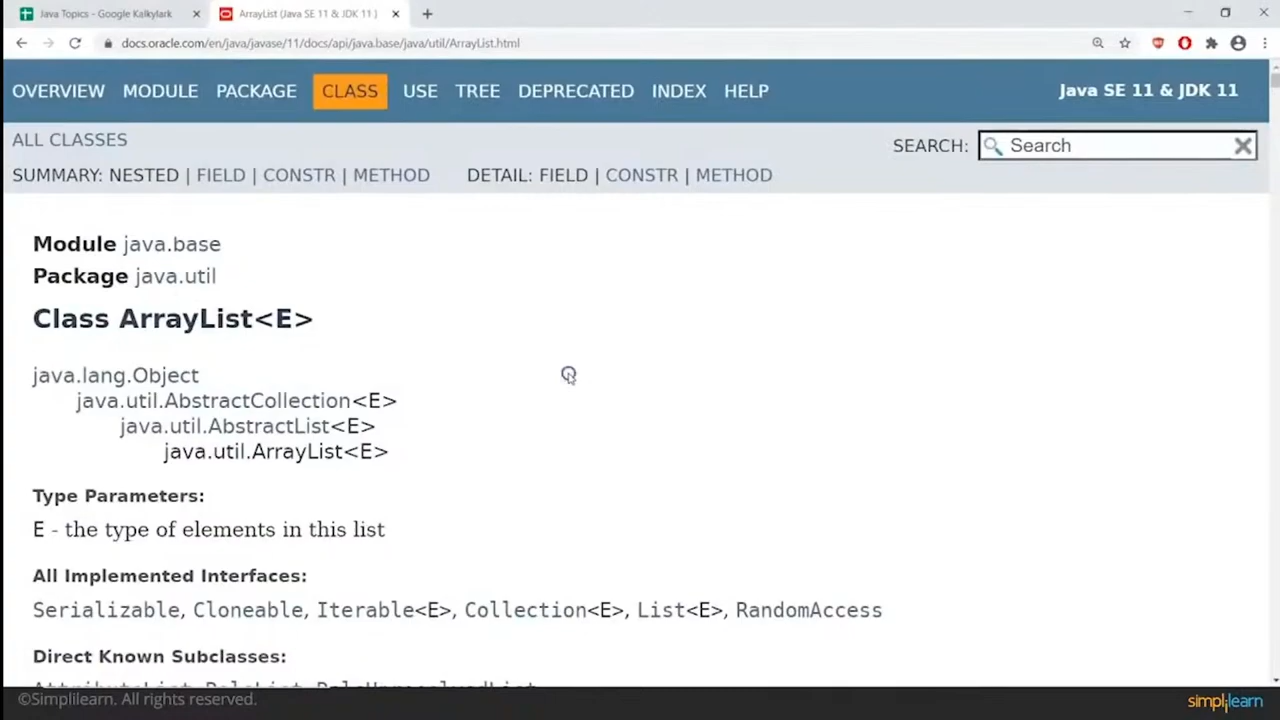 Java Topics - Google Kalkylark
ArrayList (Java SE 11 & JDK 11 )
docs.oracle.com/en/java/javase/11/docs/api/java.base/java/util/ArrayList.html
OVERVIEW MODULE PACKAGE CLASS USE TREE DEPRECATED INDEX HELP
Java SE 11 & JDK 11
ALL CLASSES
SEARCH: Search
SUMMARY: NESTED | FIELD | CONSTR | METHOD DETAIL: FIELD | CONSTR | METHOD
Module java.base
Package java.util
Class ArrayList<E>
java.lang.Object
java.util.AbstractCollection<E>
java.util.AbstractList<E>
java.util.ArrayList<E>
Type Parameters:
E - the type of elements in this list
All Implemented Interfaces:
Serializable, Cloneable, Iterable<E>, Collection<E>, List<E>, RandomAccess
Direct Known Subclasses:
©Simplilearn. All rights reserved.
simplilearn